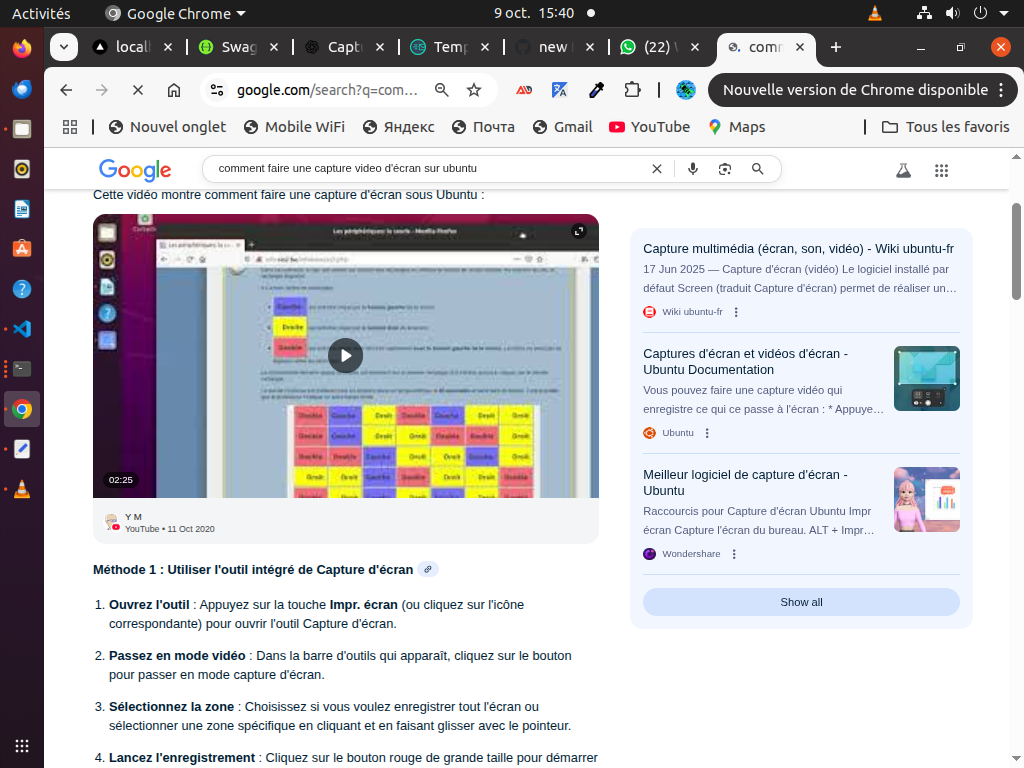 Activités
Google Chrome
9 oct. 15:40
local
Swag
Capt
Temp
new
(22)
com
google.com/search?q=com…
Nouvelle version de Chrome disponible
Nouvel onglet
Mobile WiFi
Яндекс
Почта
Gmail
YouTube
Maps
Tous les favoris
Google
comment faire une capture video d'écran sur ubuntu
Cette vidéo montre comment faire une capture d'écran sous Ubuntu :
02:25
Y M
YouTube • 11 Oct 2020
Méthode 1 : Utiliser l'outil intégré de Capture d'écran
1. Ouvrez l'outil : Appuyez sur la touche Impr. écran (ou cliquez sur l'icône
correspondante) pour ouvrir l'outil Capture d'écran.
2. Passez en mode vidéo : Dans la barre d'outils qui apparaît, cliquez sur le bouton
pour passer en mode capture d'écran.
3. Sélectionnez la zone : Choisissez si vous voulez enregistrer tout l'écran ou
sélectionner une zone spécifique en cliquant et en faisant glisser avec le pointeur.
4. Lancez l'enregistrement : Cliquez sur le bouton rouge de grande taille pour démarrer
Capture multimédia (écran, son, vidéo) - Wiki ubuntu-fr
17 Jun 2025 — Capture d'écran (vidéo) Le logiciel installé par
défaut Screen (traduit Capture d'écran) permet de réaliser un…
Wiki ubuntu-fr
Captures d'écran et vidéos d'écran -
Ubuntu Documentation
Vous pouvez faire une capture vidéo qui
enregistre ce qui ce passe à l'écran : * Appuye…
Ubuntu
Meilleur logiciel de capture d'écran -
Ubuntu
Raccourcis pour Capture d'écran Ubuntu Impr
écran Capture l'écran du bureau. ALT + Impr…
Wondershare
Show all